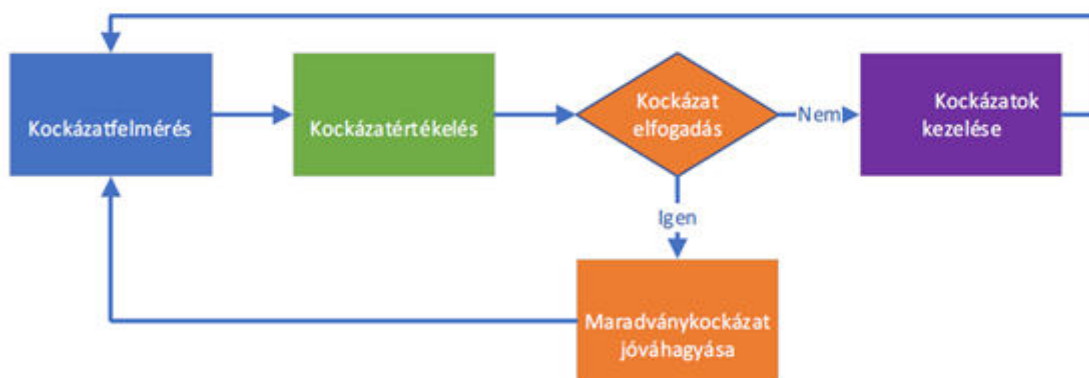 Kockázatfelmérés
Kockázatértékelés
Kockázat
elfogadás
Nem
Kockázatok
kezelése
Igen
Maradványkockázat
jóváhagyása